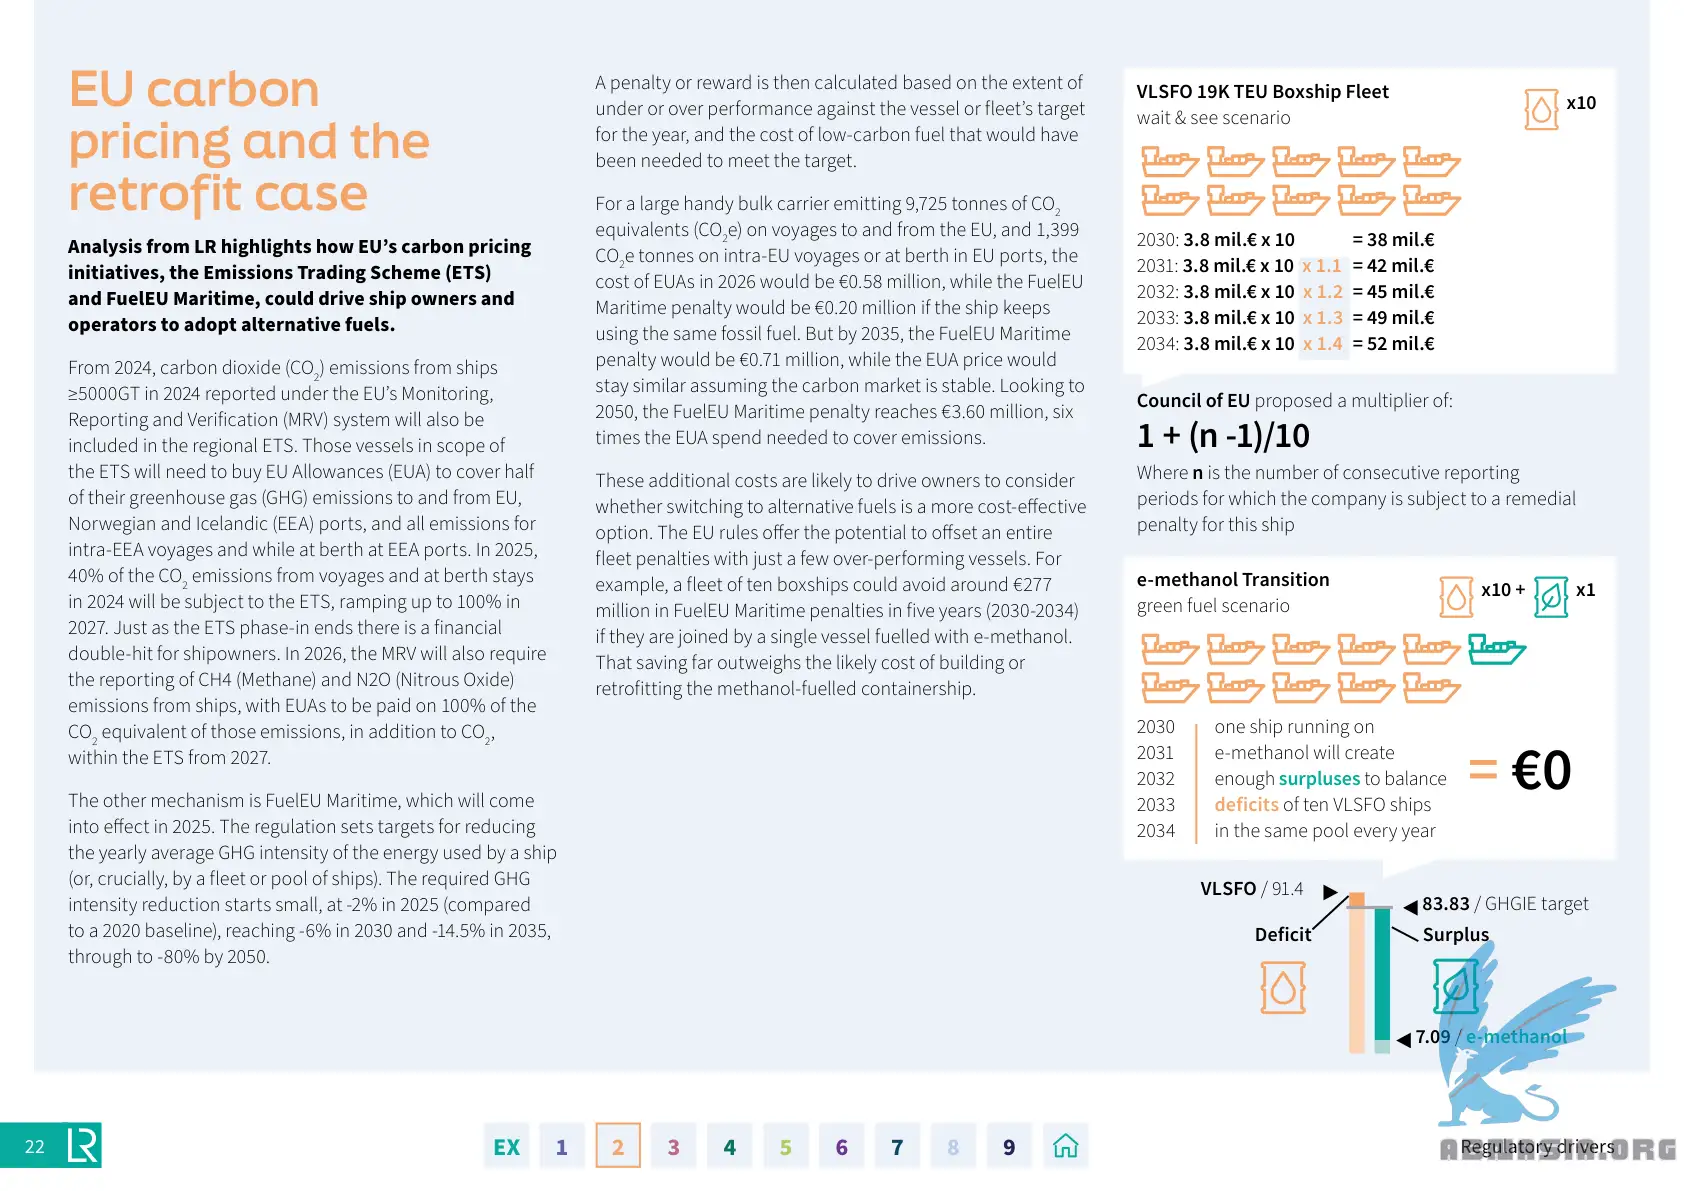 EU carbon
pricing and the
retrofit case
Analysis from LR highlights how EU's carbon pricing
initiatives, the Emissions Trading Scheme (ETS)
and FuelEU Maritime, could drive ship owners and
operators to adopt alternative fuels.
From 2024, carbon dioxide (CO2) emissions from ships
≥5000GT in 2024 reported under the EU's Monitoring,
Reporting and Verification (MRV) system will also be
included in the regional ETS. Those vessels in scope of
the ETS will need to buy EU Allowances (EUA) to cover half
of their greenhouse gas (GHG) emissions to and from EU,
Norwegian and Icelandic (EEA) ports, and all emissions for
intra-EEA voyages and while at berth at EEA ports. In 2025,
40% of the CO2 emissions from voyages and at berth stays
in 2024 will be subject to the ETS, ramping up to 100% in
2027. Just as the ETS phase-in ends there is a financial
double-hit for shipowners. In 2026, the MRV will also require
the reporting of CH4 (Methane) and N2O (Nitrous Oxide)
emissions from ships, with EUAs to be paid on 100% of the
CO2 equivalent of those emissions, in addition to CO2,
within the ETS from 2027.
The other mechanism is FuelEU Maritime, which will come
into effect in 2025. The regulation sets targets for reducing
the yearly average GHG intensity of the energy used by a ship
(or, crucially, by a fleet or pool of ships). The required GHG
intensity reduction starts small, at -2% in 2025 (compared
to a 2020 baseline), reaching -6% in 2030 and -14.5% in 2035,
through to -80% by 2050.
A penalty or reward is then calculated based on the extent of
under or over performance against the vessel or fleet's target
for the year, and the cost of low-carbon fuel that would have
been needed to meet the target.
For a large handy bulk carrier emitting 9,725 tonnes of CO2
equivalents (CO2e) on voyages to and from the EU, and 1,399
CO2e tonnes on intra-EU voyages or at berth in EU ports, the
cost of EUAs in 2026 would be €0.58 million, while the FuelEU
Maritime penalty would be €0.20 million if the ship keeps
using the same fossil fuel. But by 2035, the FuelEU Maritime
penalty would be €0.71 million, while the EUA price would
stay similar assuming the carbon market is stable. Looking to
2050, the FuelEU Maritime penalty reaches €3.60 million, six
times the EUA spend needed to cover emissions.
These additional costs are likely to drive owners to consider
whether switching to alternative fuels is a more cost-effective
option. The EU rules offer the potential to offset an entire
fleet penalties with just a few over-performing vessels. For
example, a fleet of ten boxships could avoid around €277
million in FuelEU Maritime penalties in five years (2030-2034)
if they are joined by a single vessel fuelled with e-methanol.
That saving far outweighs the likely cost of building or
retrofitting the methanol-fuelled containership.
VLSFO 19K TEU Boxship Fleet
wait & see scenario
x10
2030: 3.8 mil.€ x 10 = 38 mil.€
2031: 3.8 mil.€ x 10 x 1.1 = 42 mil.€
2032: 3.8 mil.€ x 10 x 1.2 = 45 mil.€
2033: 3.8 mil.€ x 10 x 1.3 = 49 mil.€
2034: 3.8 mil.€ x 10 x 1.4 = 52 mil.€
Council of EU proposed a multiplier of:
1 + (n -1)/10
Where n is the number of consecutive reporting
periods for which the company is subject to a remedial
penalty for this ship
e-methanol Transition
green fuel scenario
x10 + x1
2030 one ship running on
2031 e-methanol will create
2032 enough surpluses to balance
2033 deficits of ten VLSFO ships
2034 in the same pool every year
= €0
VLSFO / 91.4
83.83 / GHGIE target
Deficit
Surplus
7.09 / e-methanol
22 LR
EX 1 2 3 4 5 6 7 8 9
Regulatory drivers